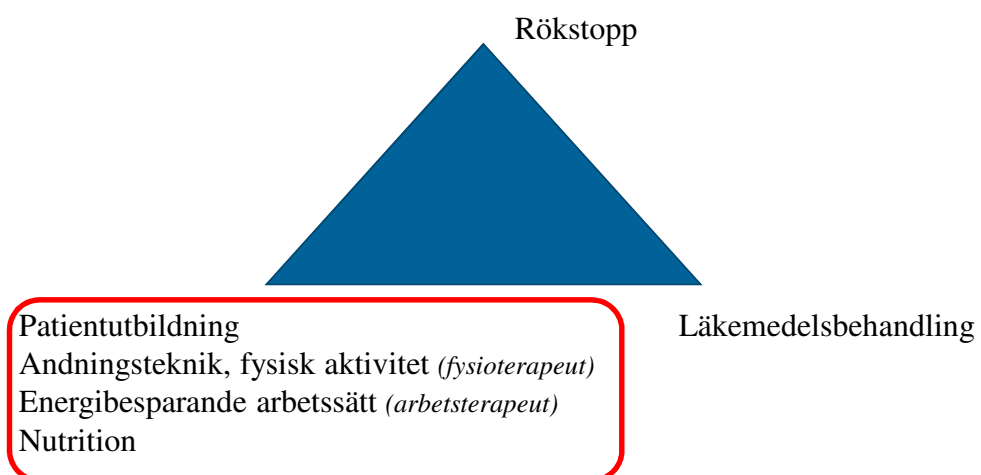 Rökstopp
Patientutbildning
Läkemedelsbehandling
Andningsteknik, fysisk aktivitet (fysioterapeut)
Energibesparande arbetssätt (arbetsterapeut)
Nutrition